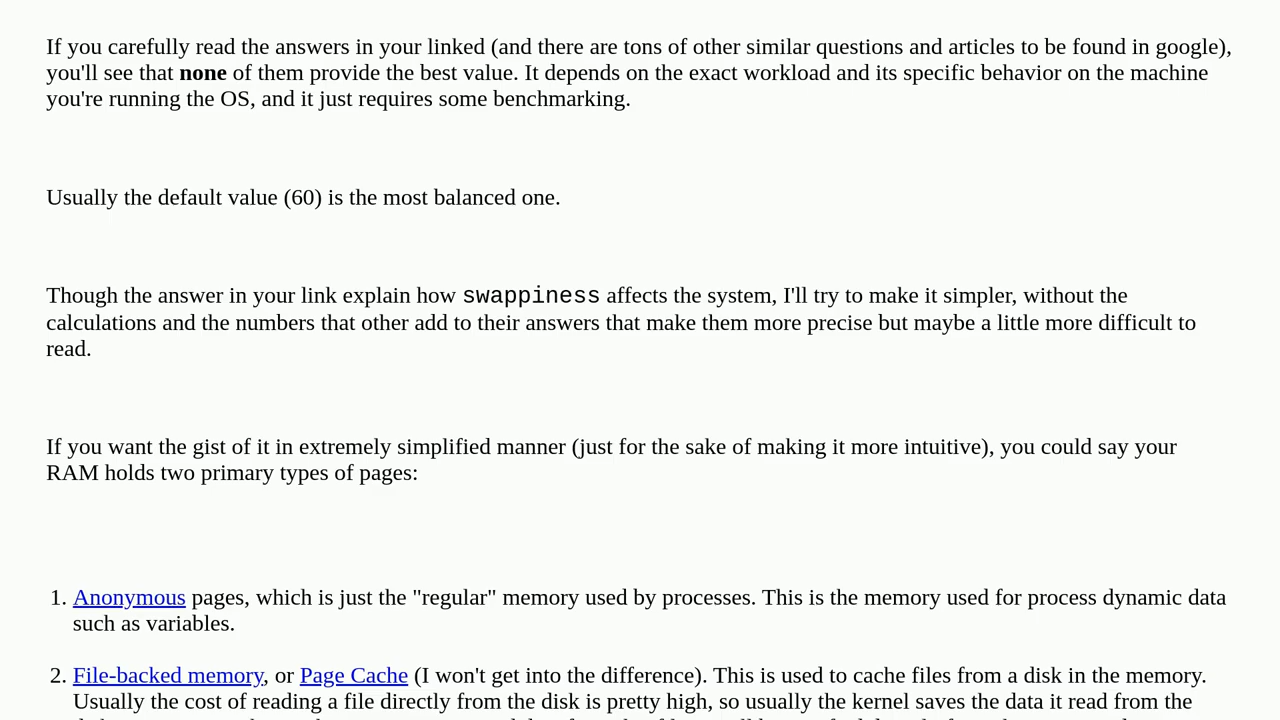 If you carefully read the answers in your linked (and there are tons of other similar questions and articles to be found in google),
you'll see that none of them provide the best value. It depends on the exact workload and its specific behavior on the machine
you're running the OS, and it just requires some benchmarking.
Usually the default value (60) is the most balanced one.
Though the answer in your link explain how swappiness affects the system, I'll try to make it simpler, without the
calculations and the numbers that other add to their answers that make them more precise but maybe a little more difficult to
read.
If you want the gist of it in extremely simplified manner (just for the sake of making it more intuitive), you could say your
RAM holds two primary types of pages:
1. Anonymous pages, which is just the "regular" memory used by processes. This is the memory used for process dynamic data
such as variables.
2. File-backed memory, or Page Cache (I won't get into the difference). This is used to cache files from a disk in the memory.
Usually the cost of reading a file directly from the disk is pretty high, so usually the kernel saves the data it read from the